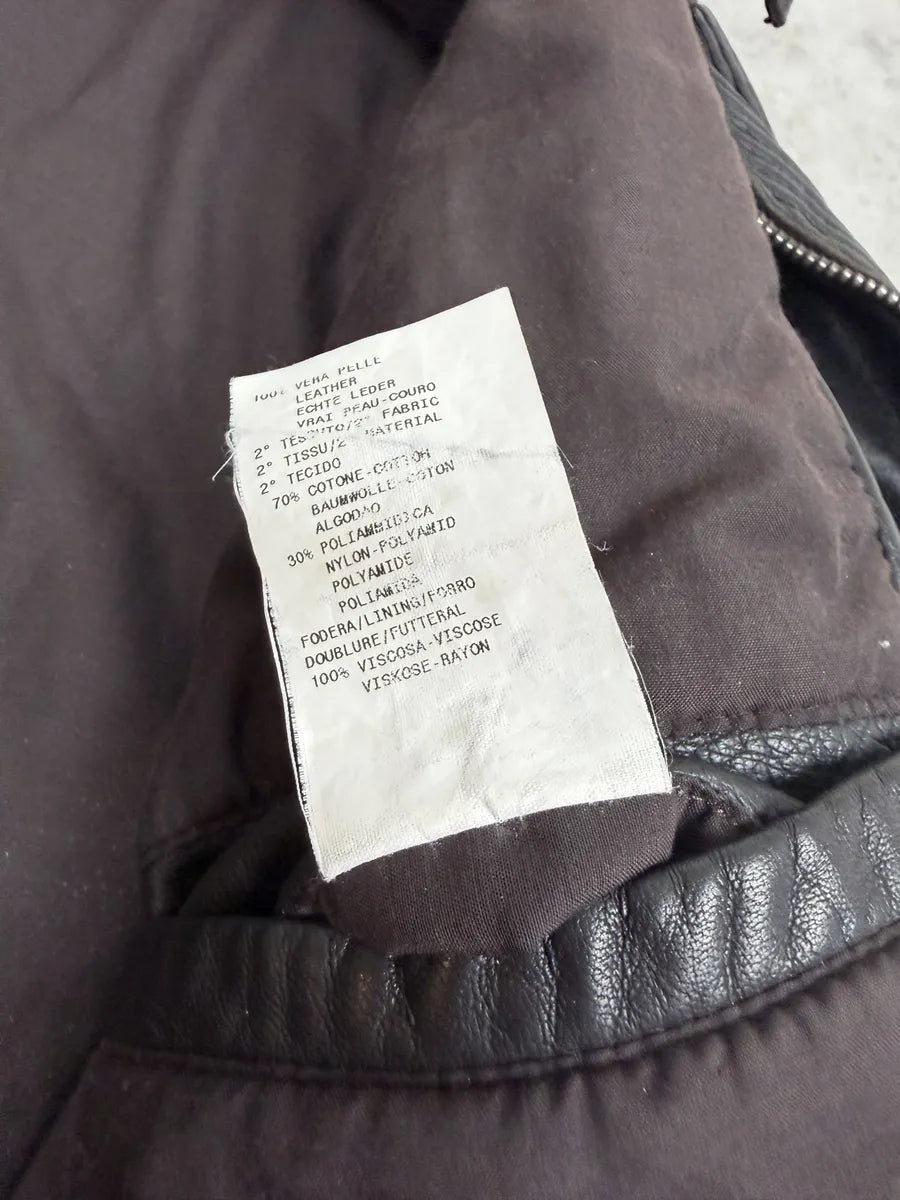 100% VERA PELLE
LEATHER
ECHTE LEDER
VRAI PEAU-COURO
2° TESSUTO/2° FABRIC
2° TISSU/2° MATERIAL
2° TECIDO
70% COTONE-COTTON
BAUMWOLLE-COTON
ALGODAO
30% POLIAMMIDICA
NYLON-POLYAMID
POLYAMIDE
POLIAMIDA
FODERA/LINING/FORRO
DOUBLURE/FUTTERAL
100% VISCOSA-VISCOSE
VISKOSE-RAYON